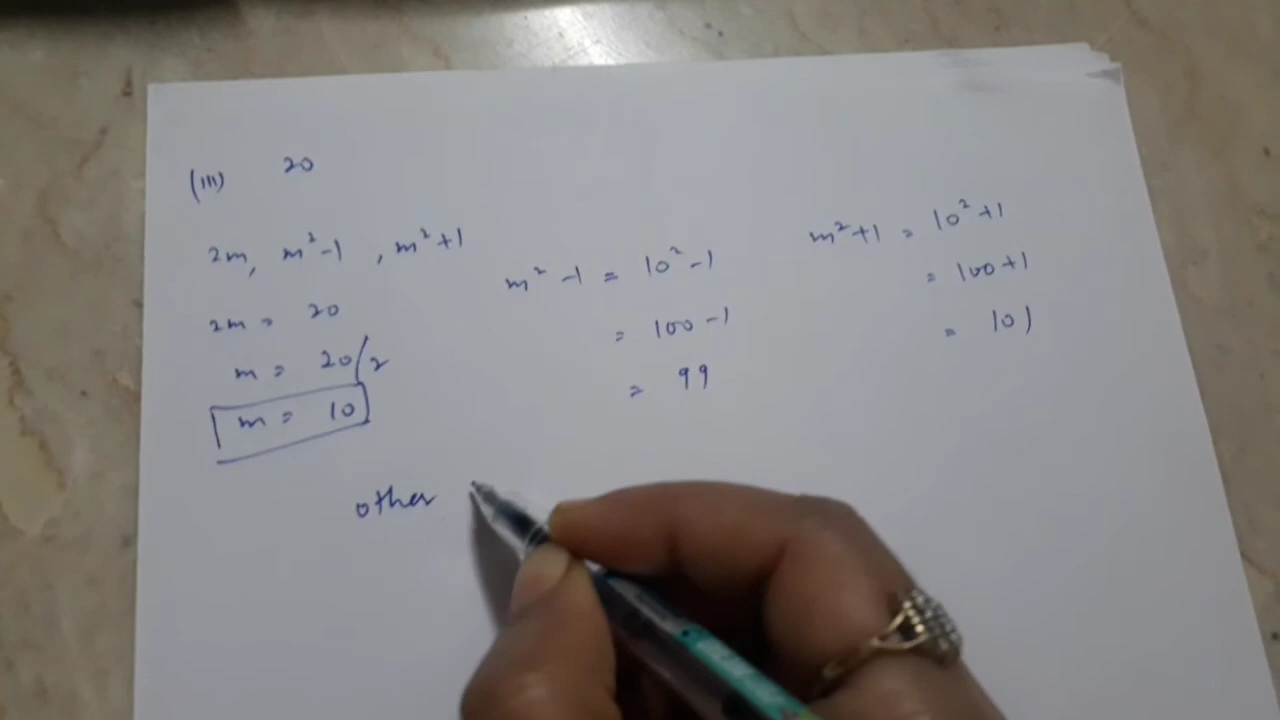 (III) 20
2m, m²-1, m²+1
2m = 20
m = 20/2
m = 10
m²-1 = 10²-1
= 100-1
= 99
m²+1 = 10²+1
= 100+1
= 101
other